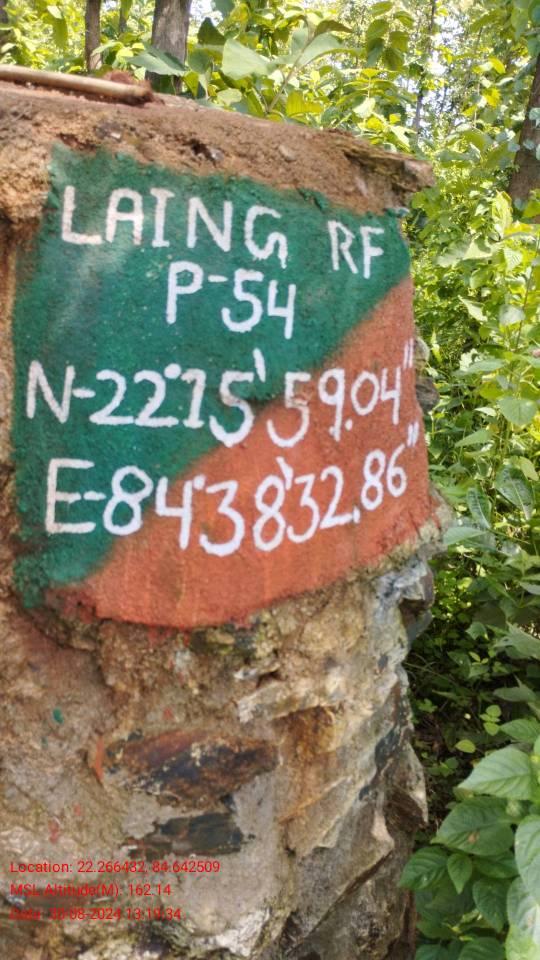 LAING RF
P-54
N-22°15' 59.04"
E-84°38'32.86"
Location: 22.266432, 84.642509
MSL Altitude(M): 162.14
Date: 30-08-2024 13:19:34